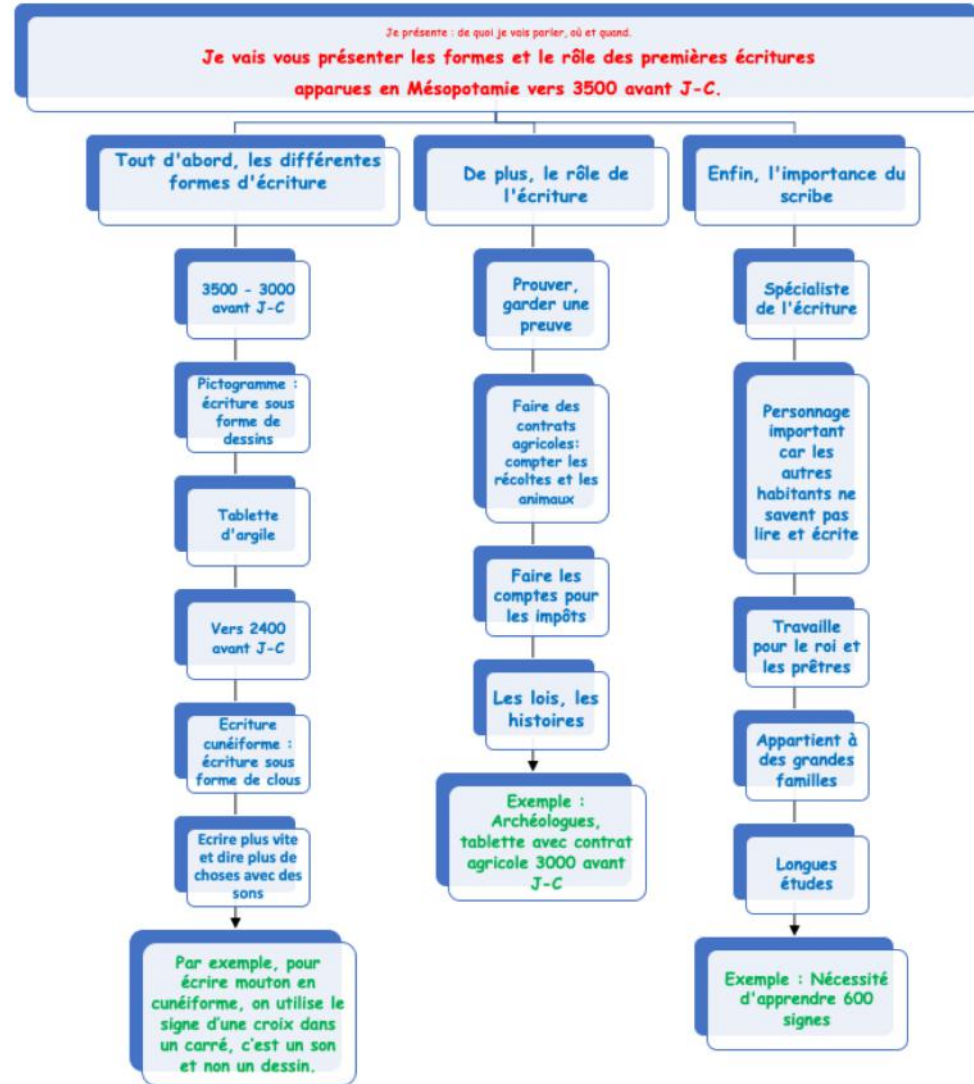 Je présente : de quoi je vais parler, où et quand.
Je vais vous présenter les formes et le rôle des premières écritures
apparues en Mésopotamie vers 3500 avant J-C.
Tout d'abord, les différentes
formes d'écriture
3500 - 3000
avant J-C
Pictogramme :
écriture sous
forme de
dessins
Tablette
d'argile
Vers 2400
avant J-C
Ecriture
cunéiforme :
écriture sous
forme de clous
Ecrire plus vite
et dire plus de
choses avec des
sons
Par exemple, pour
écrire mouton en
cunéiforme, on utilise le
signe d'une croix dans
un carré, c'est un son
et non un dessin.
De plus, le rôle de
l'écriture
Prouver,
garder une
preuve
Faire des
contrats
agricoles:
compter les
récoltes et les
animaux
Faire les
comptes pour
les impôts
Les lois, les
histoires
Exemple :
Archéologues,
tablette avec contrat
agricole 3000 avant
J-C
Enfin, l'importance du
scribe
Spécialiste
de l'écriture
Personnage
important
car les
autres
habitants ne
savent pas
lire et écrite
Travaille
pour le roi et
les prêtres
Appartient à
des grandes
familles
Longues
études
Exemple : Nécessité
d'apprendre 600
signes